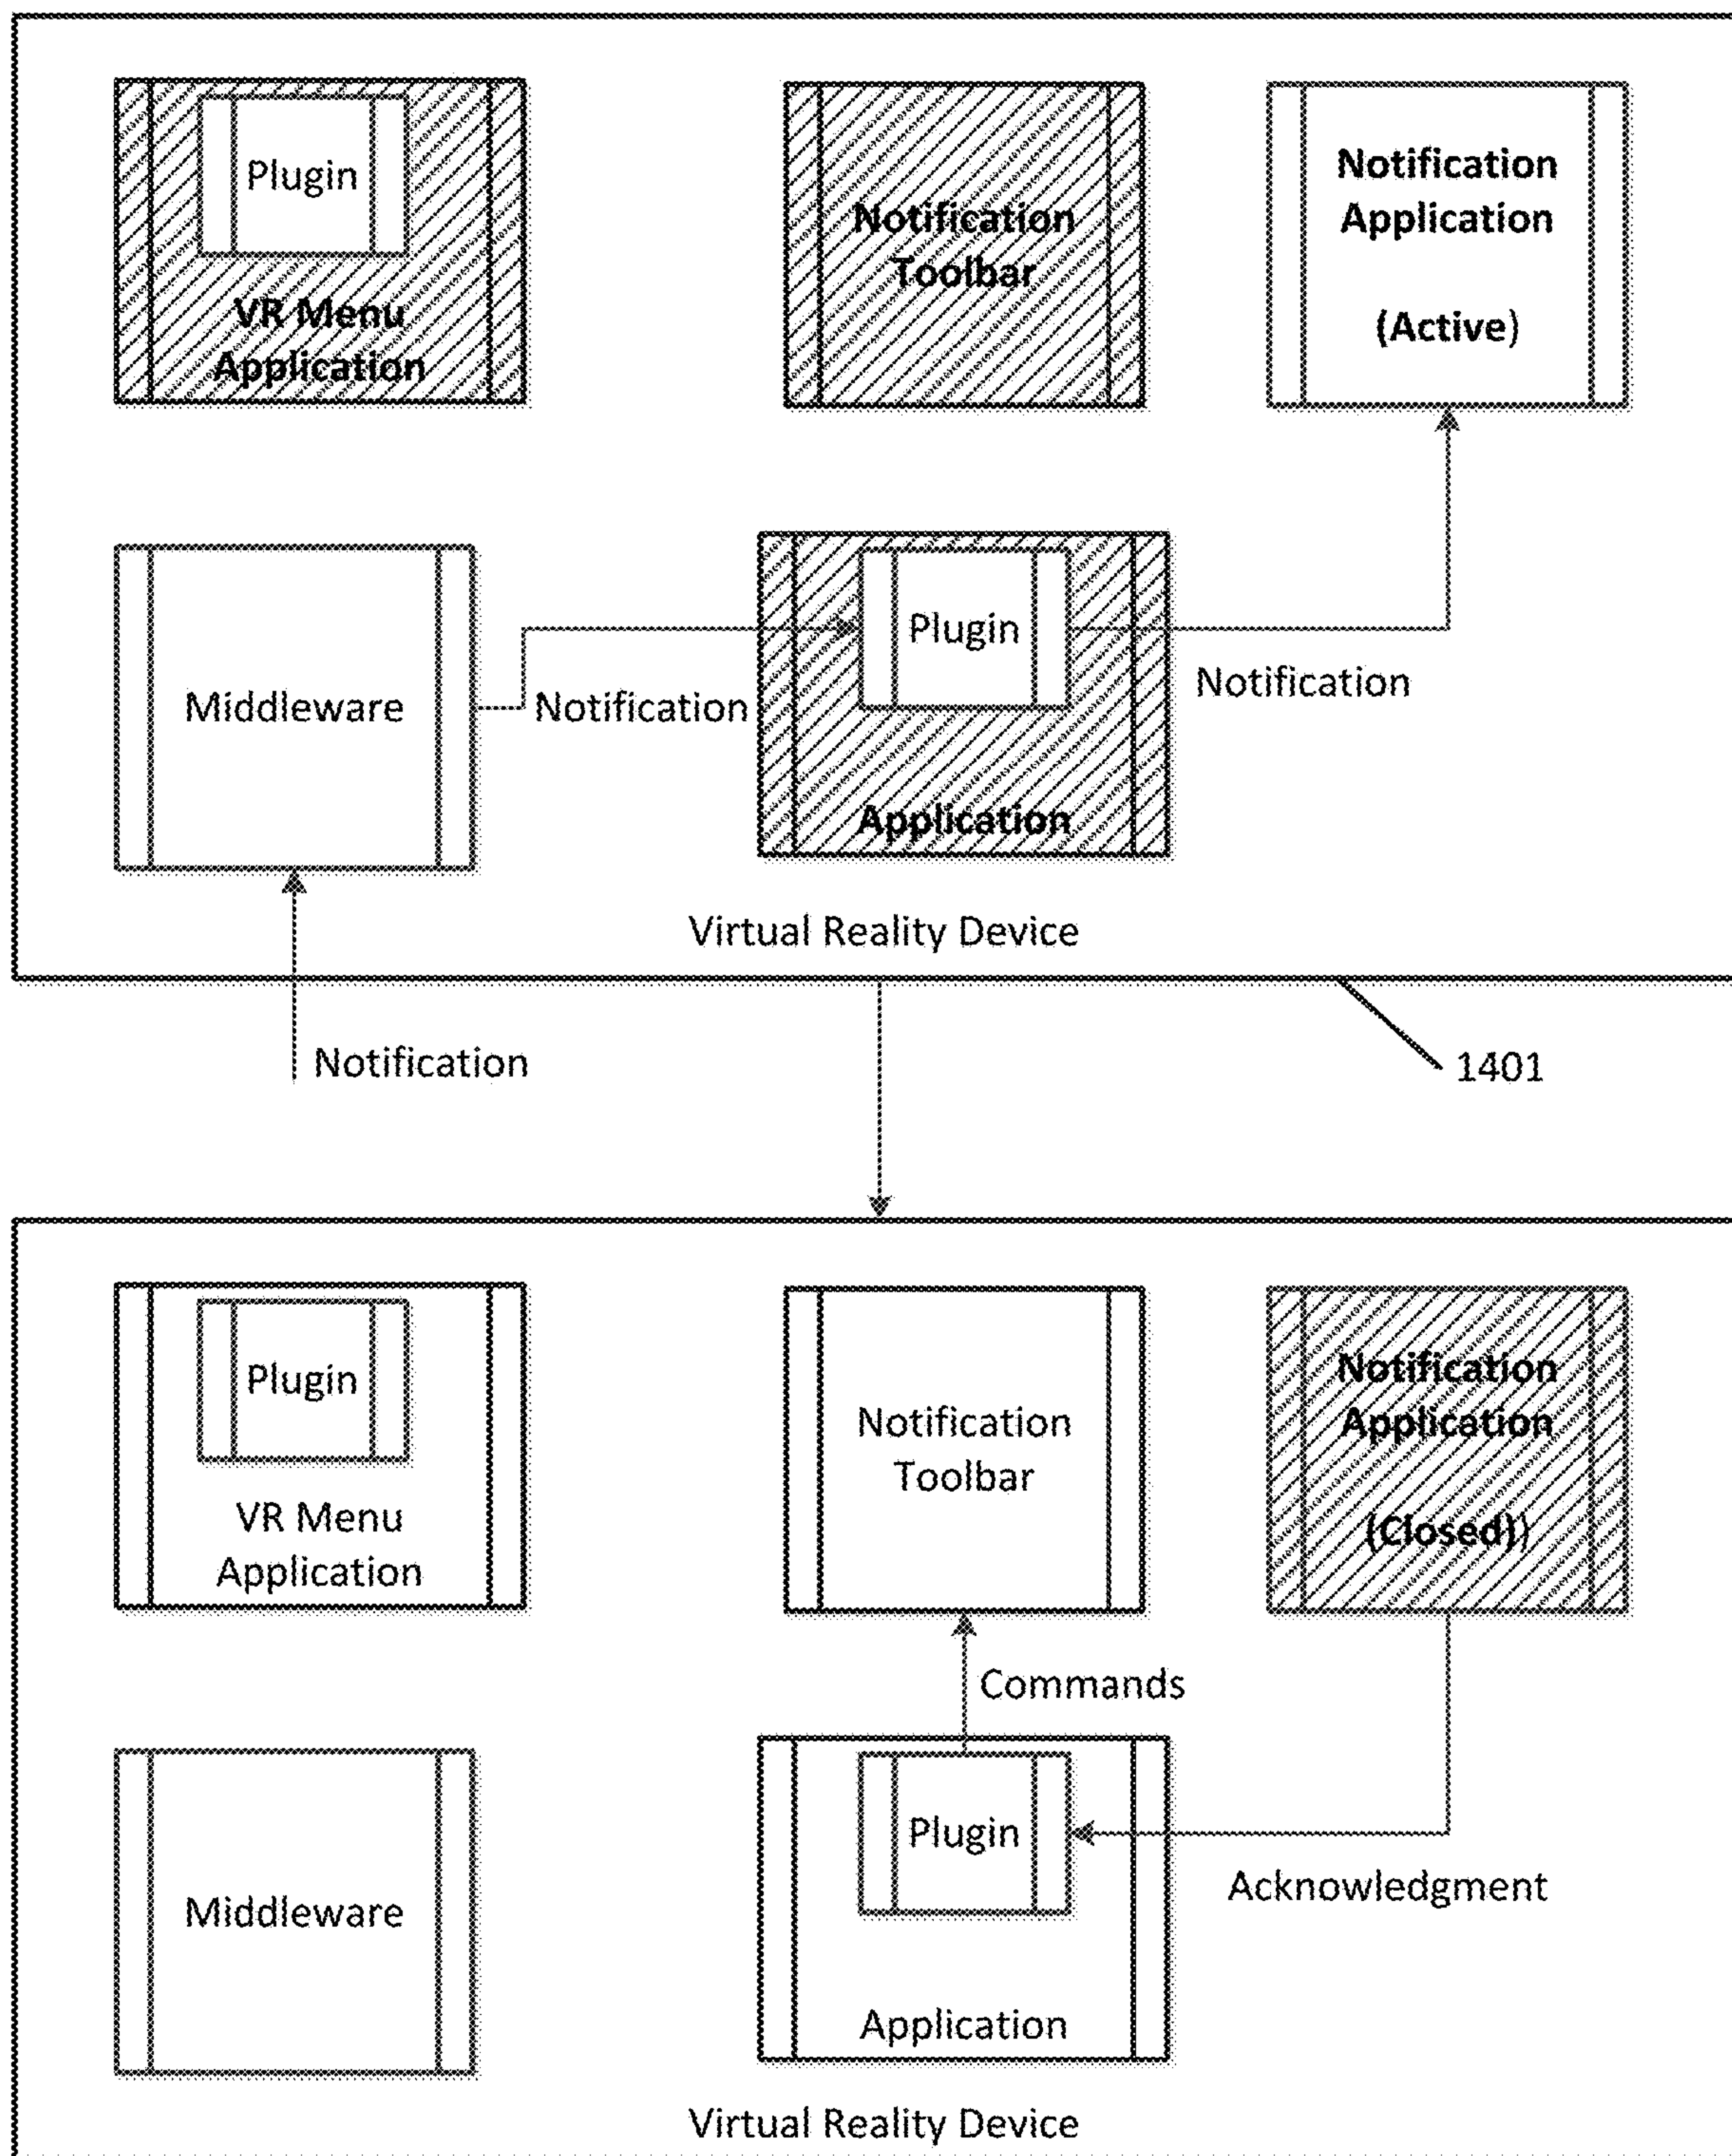 Plugin
VR Menu
Application
Notification
Toolbar
Notification
Application
(Active)
Middleware
Notification
Plugin
Application
Notification
Virtual Reality Device
Notification
1401
Plugin
VR Menu
Application
Notification
Toolbar
Notification
Application
(Closed))
Commands
Middleware
Plugin
Application
Acknowledgment
Virtual Reality Device